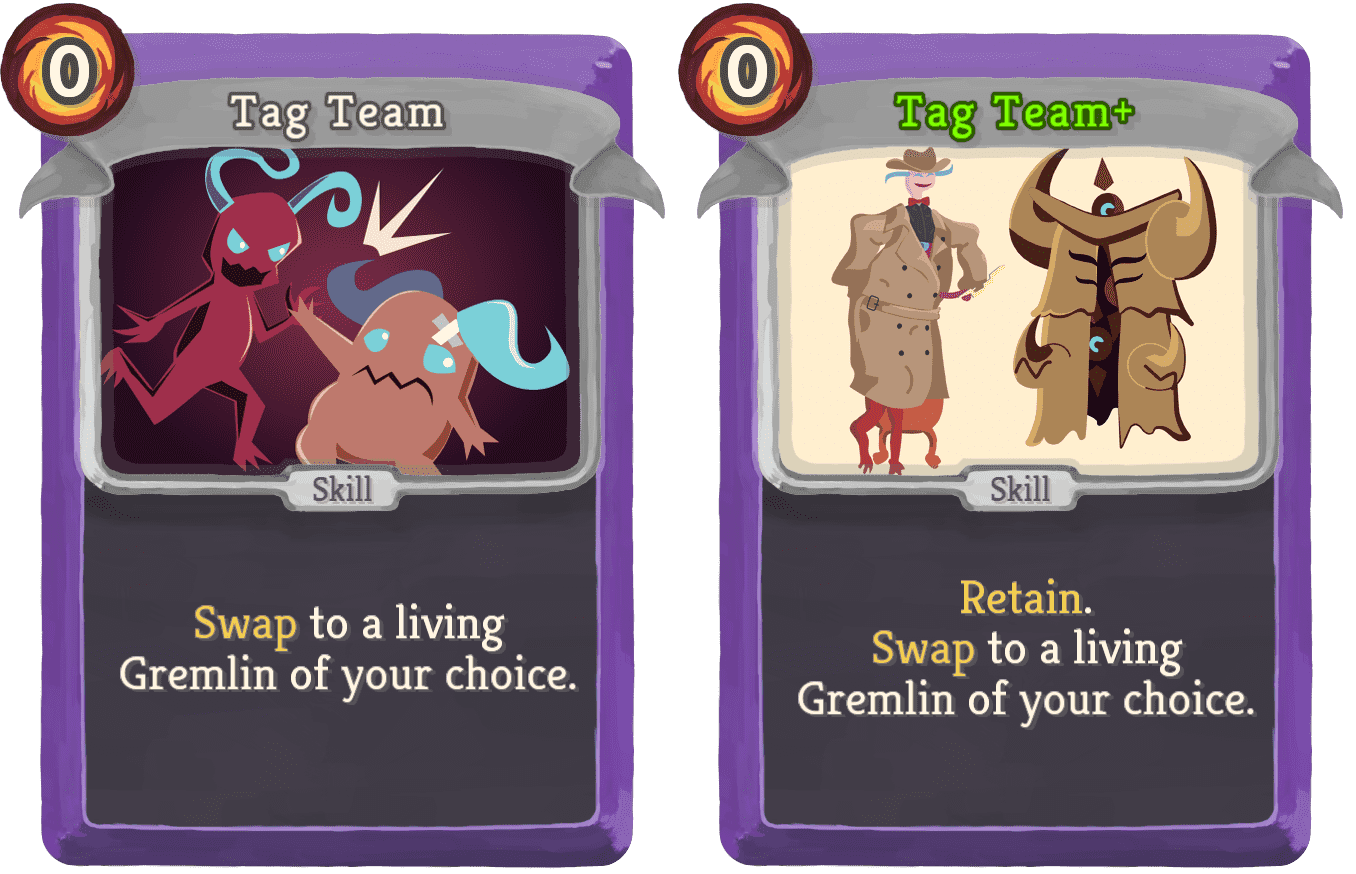 0
Tag Team
Skill
Swap to a living
Gremlin of your choice.
0
Tag Team+
Skill
Retain.
Swap to a living
Gremlin of your choice.